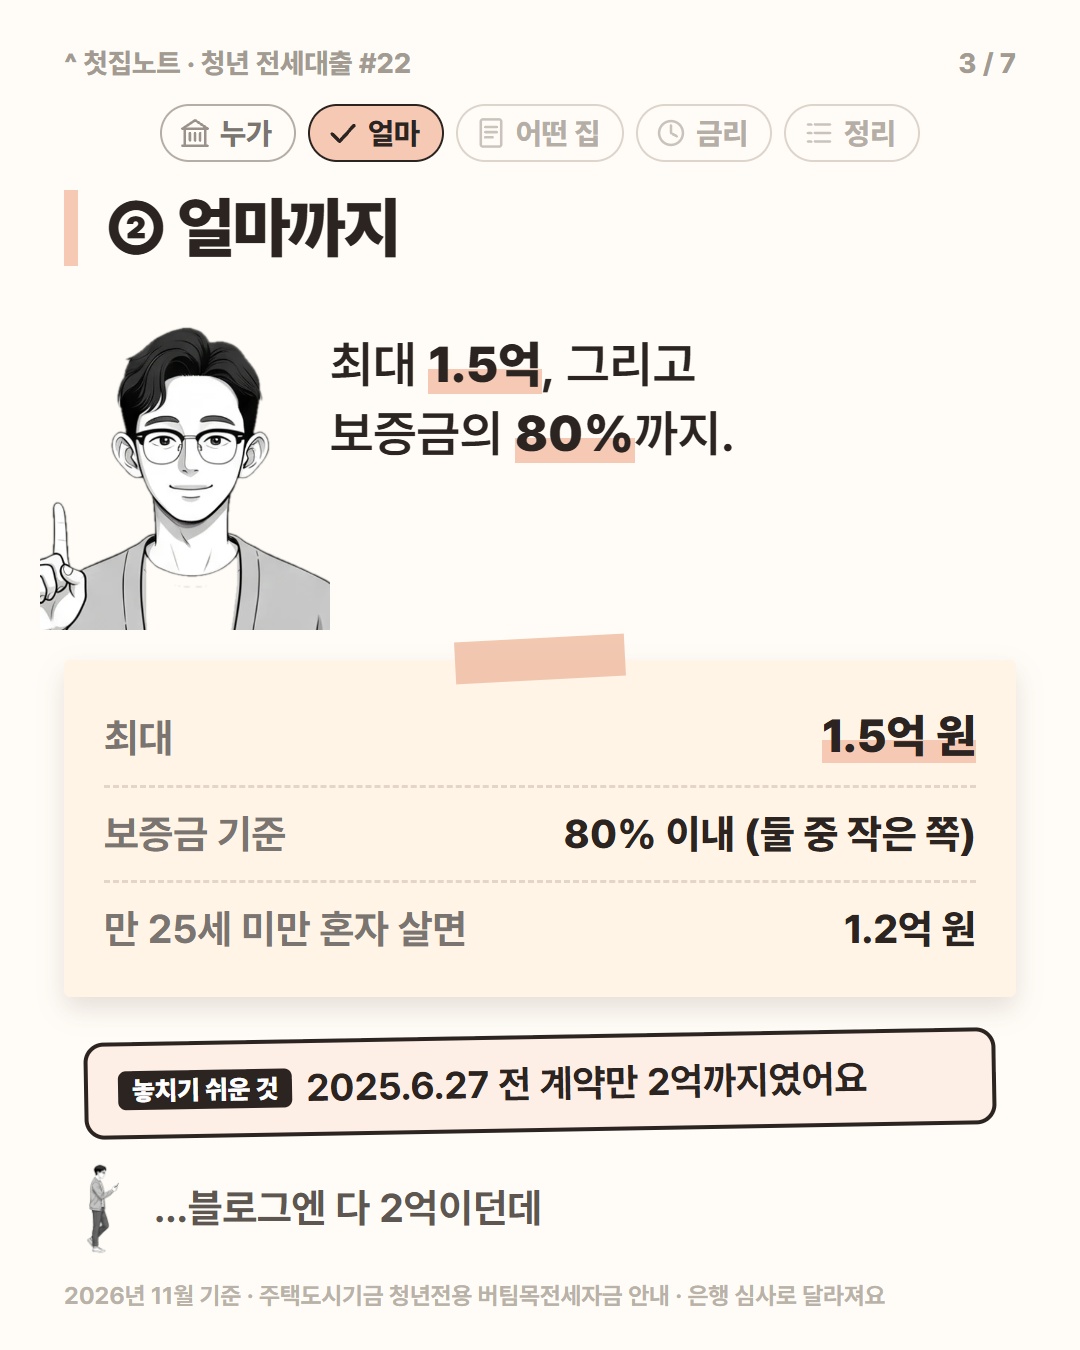 ^ 첫집노트 · 청년 전세대출 #22
3 / 7
누가
얼마
어떤 집
금리
정리
❷ 얼마까지
최대 1.5억, 그리고
보증금의 80%까지.
최대 1.5억 원
보증금 기준 80% 이내 (둘 중 작은 쪽)
만 25세 미만 혼자 살면 1.2억 원
놓치기 쉬운 것 2025.6.27 전 계약만 2억까지였어요
...블로그엔 다 2억이던데
2026년 11월 기준 · 주택도시기금 청년전용 버팀목전세자금 안내 · 은행 심사로 달라져요